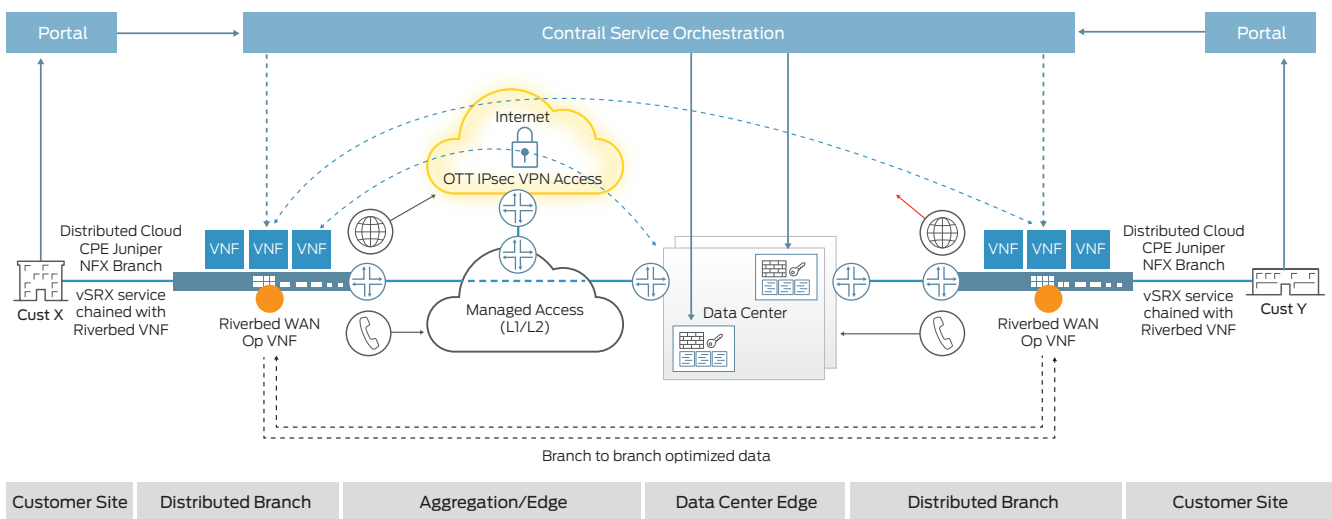 Portal
Contrail Service Orchestration
Portal
Internet
OTT IPsec VPN Access
Distributed Cloud
CPE Juniper
NFX Branch
VNF
VNF
VNF
VNF
VNF
VNF
Distributed Cloud
CPE Juniper
NFX Branch
Cust X
vSRX service
chained with
Riverbed VNF
Riverbed WAN
Op VNF
Managed Access
(L1/L2)
Data Center
Riverbed WAN
Op VNF
vSRX service
chained with
Riverbed VNF
Cust Y
Branch to branch optimized data
Customer Site
Distributed Branch
Aggregation/Edge
Data Center Edge
Distributed Branch
Customer Site